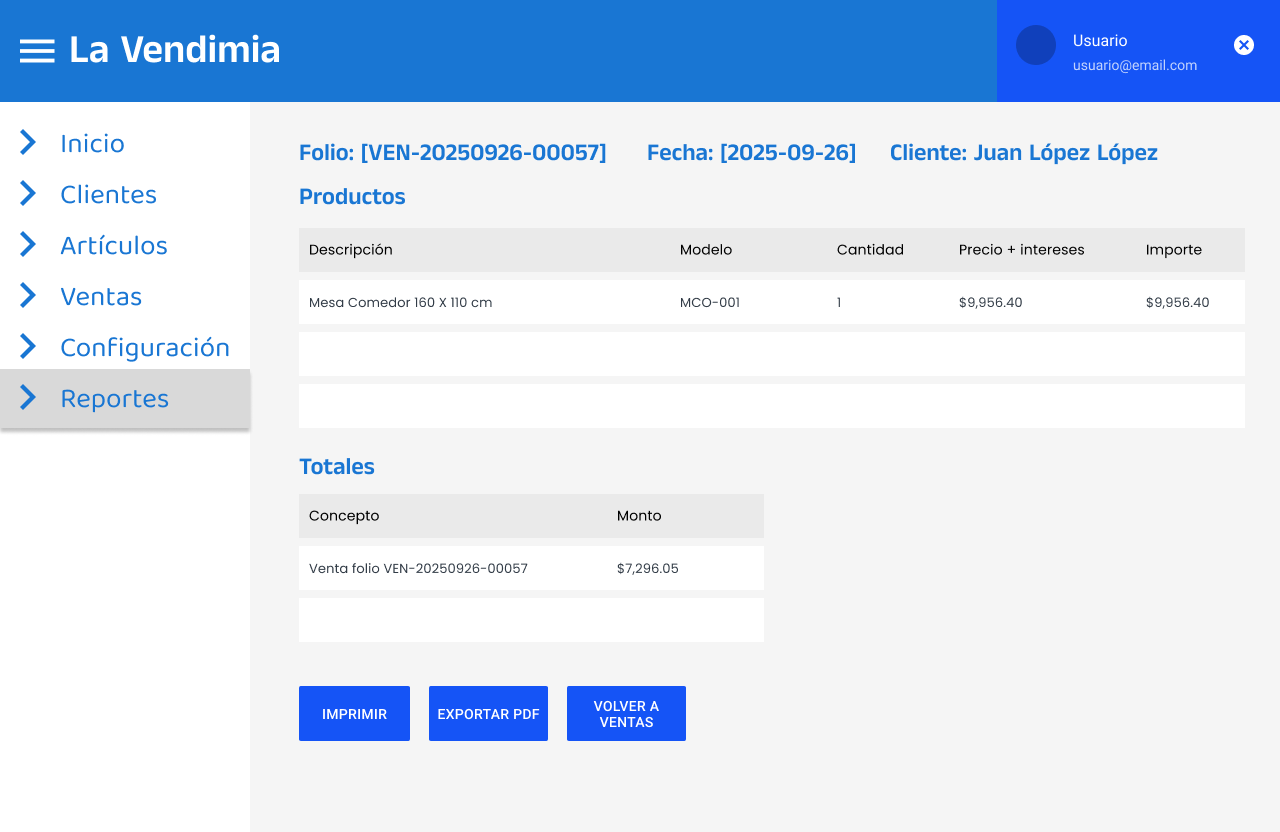 La Vendimia
Usuario
usuario@email.com
Inicio
Clientes
Artículos
Ventas
Configuración
Reportes
Folio: [VEN-20250926-00057] Fecha: [2025-09-26] Cliente: Juan López López
Productos
Descripción Modelo Cantidad Precio + intereses Importe
Mesa Comedor 160 X 110 cm MCO-001 1 $9,956.40 $9,956.40
Totales
Concepto Monto
Venta folio VEN-20250926-00057 $7,296.05
IMPRIMIR
EXPORTAR PDF
VOLVER A
VENTAS